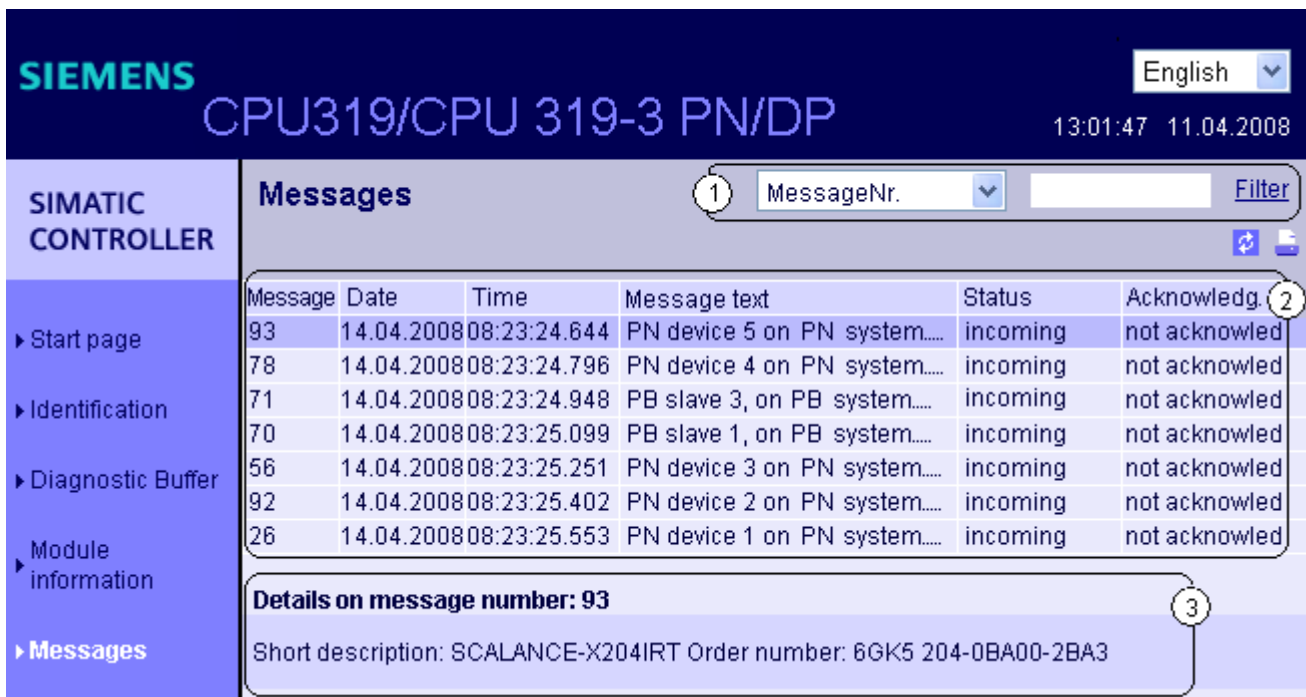 SIEMENS
CPU319/CPU 319-3 PN/DP
English
13:01:47 11.04.2008
SIMATIC
CONTROLLER
Messages
1 MessageNr. Filter
Message Date Time Message text Status Acknowledg. 2
93 14.04.2008 08:23:24.644 PN device 5 on PN system..... incoming not acknowled
78 14.04.2008 08:23:24.796 PN device 4 on PN system..... incoming not acknowled
71 14.04.2008 08:23:24.948 PB slave 3, on PB system..... incoming not acknowled
70 14.04.2008 08:23:25.099 PB slave 1, on PB system..... incoming not acknowled
56 14.04.2008 08:23:25.251 PN device 3 on PN system..... incoming not acknowled
92 14.04.2008 08:23:25.402 PN device 2 on PN system..... incoming not acknowled
26 14.04.2008 08:23:25.553 PN device 1 on PN system..... incoming not acknowled
Start page
Identification
Diagnostic Buffer
Module
information
Messages
Details on message number: 93
3
Short description: SCALANCE-X204IRT Order number: 6GK5 204-0BA00-2BA3